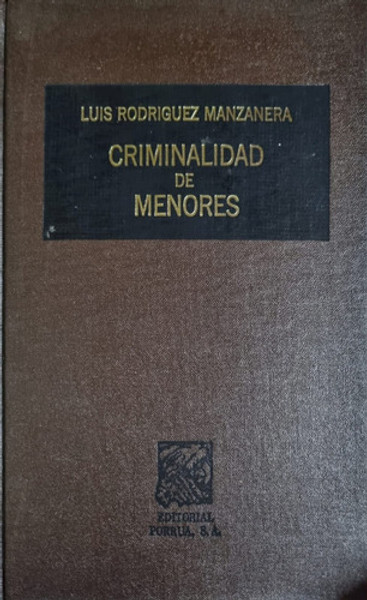 LUIS RODRIGUEZ MANZANERA
CRIMINALIDAD
DE
MENORES
EDITORIAL
PORRUA, S. A.